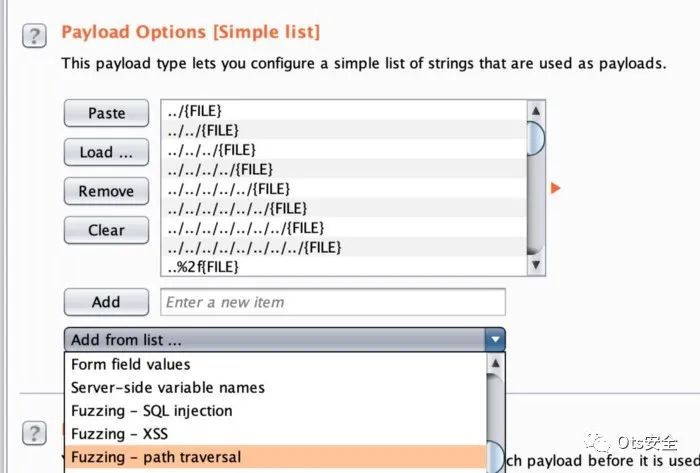 ?
Payload Options [Simple list]
This payload type lets you configure a simple list of strings that are used as payloads.
Paste
Load ...
Remove
Clear
../{FILE}
../../{FILE}
../../../{FILE}
../../../../{FILE}
../../../../../{FILE}
../../../../../../{FILE}
../../../../../../../{FILE}
../../../../../../../../{FILE}
..%2f{FILE}
Add
Enter a new item
Add from list ...
Form field values
Server-side variable names
Fuzzing - SQL injection
Fuzzing - XSS
Fuzzing - path traversal
?
ch payload before it is used
Ots安全